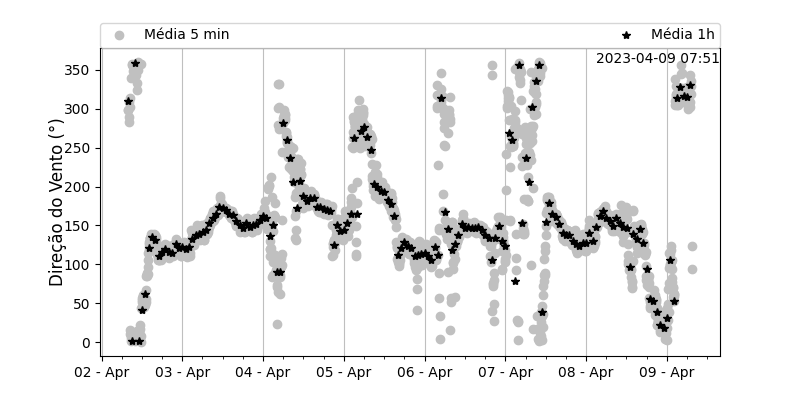 Média 5 min
Média 1h
2023-04-09 07:51
Direção do Vento (°)
350
300
250
200
150
100
50
0
02 - Apr
03 - Apr
04 - Apr
05 - Apr
06 - Apr
07 - Apr
08 - Apr
09 - Apr